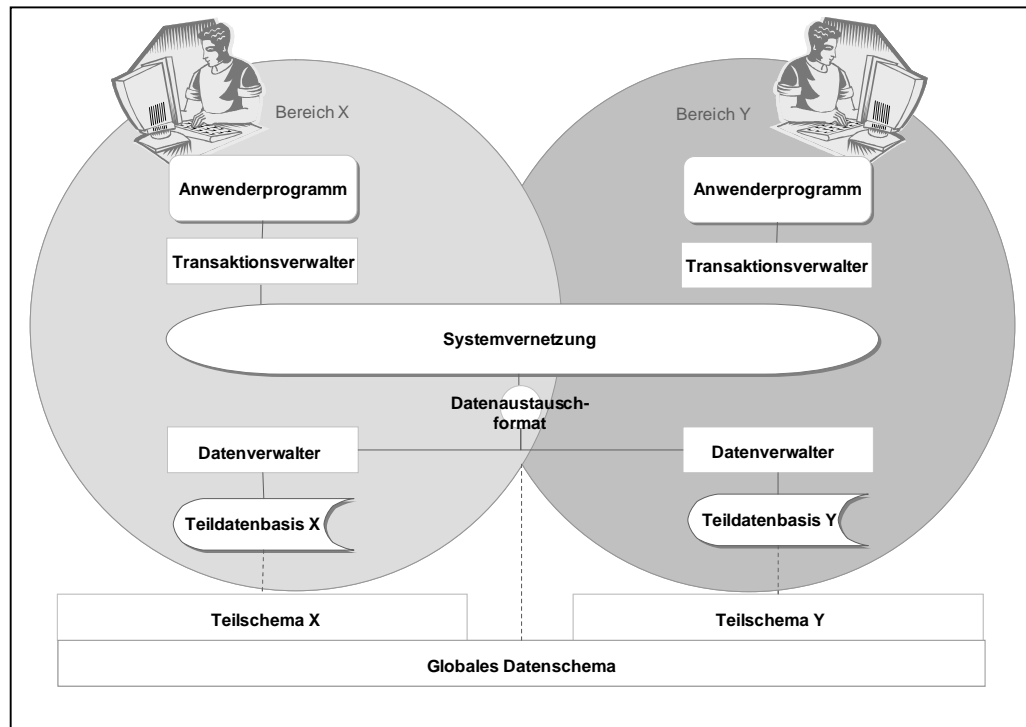 Bereich X
Bereich Y
Anwenderprogramm
Anwenderprogramm
Transaktionsverwalter
Transaktionsverwalter
Systemvernetzung
Datenaustausch-
format
Datenverwalter
Datenverwalter
Teildatenbasis X
Teildatenbasis Y
Teilschema X
Teilschema Y
Globales Datenschema